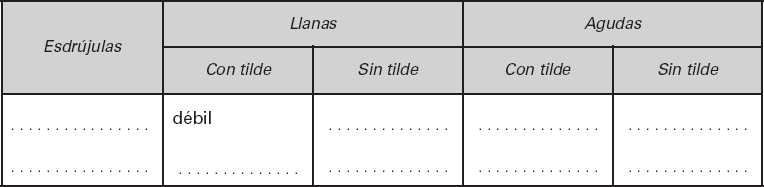 Esdrújulas
Llanas
Agudas
Con tilde
Sin tilde
Con tilde
Sin tilde
. . . . . . . . . . . . . . . .
débil
. . . . . . . . . . . . . .
. . . . . . . . . . . . . .
. . . . . . . . . . . . . .
. . . . . . . . . . . . . . . .
. . . . . . . . . . . . . .
. . . . . . . . . . . . . .
. . . . . . . . . . . . . .
. . . . . . . . . . . . . .